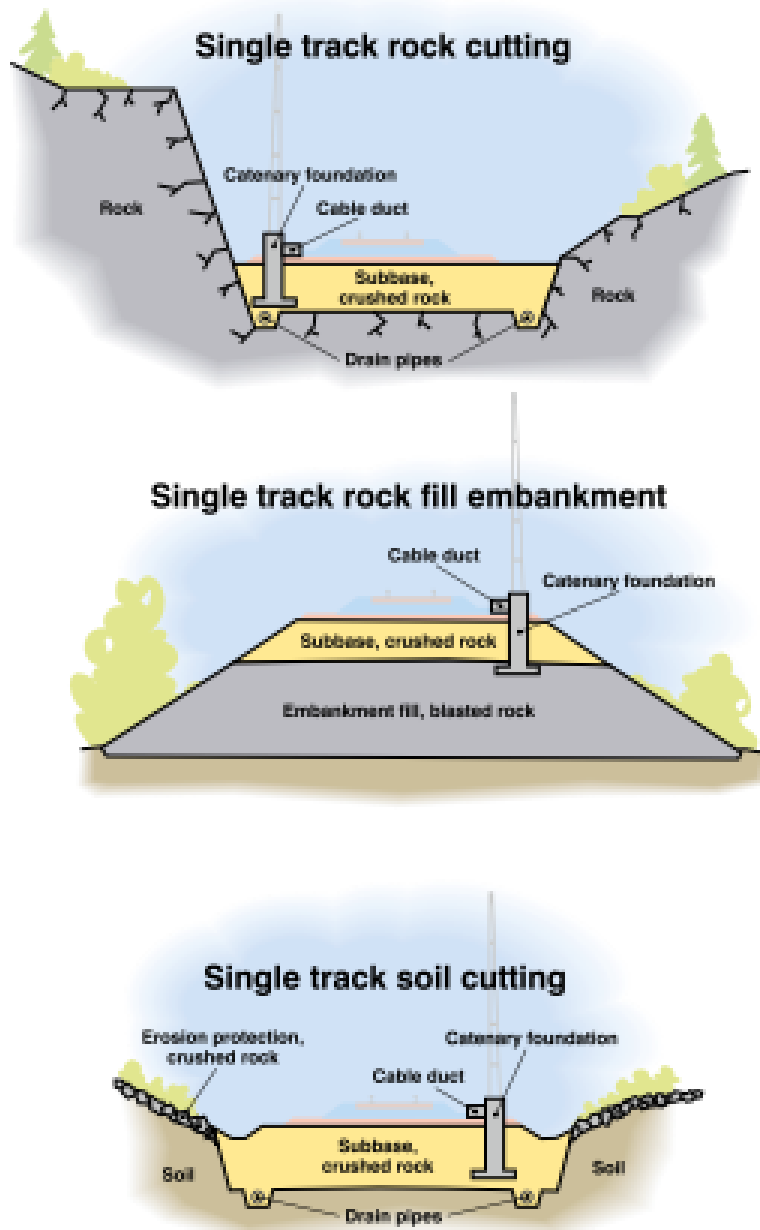 Single track rock cutting
Catenary foundation
Rock
Cable duct
Subbase,
crushed rock
Rock
Drain pipes
Single track rock fill embankment
Cable duct
Catenary foundation
Subbase, crushed rock
Embankment fill, blasted rock
Single track soil cutting
Erosion protection,
crushed rock
Catenary foundation
Cable duct
Subbase,
crushed rock
Soil
Soil
Drain pipes